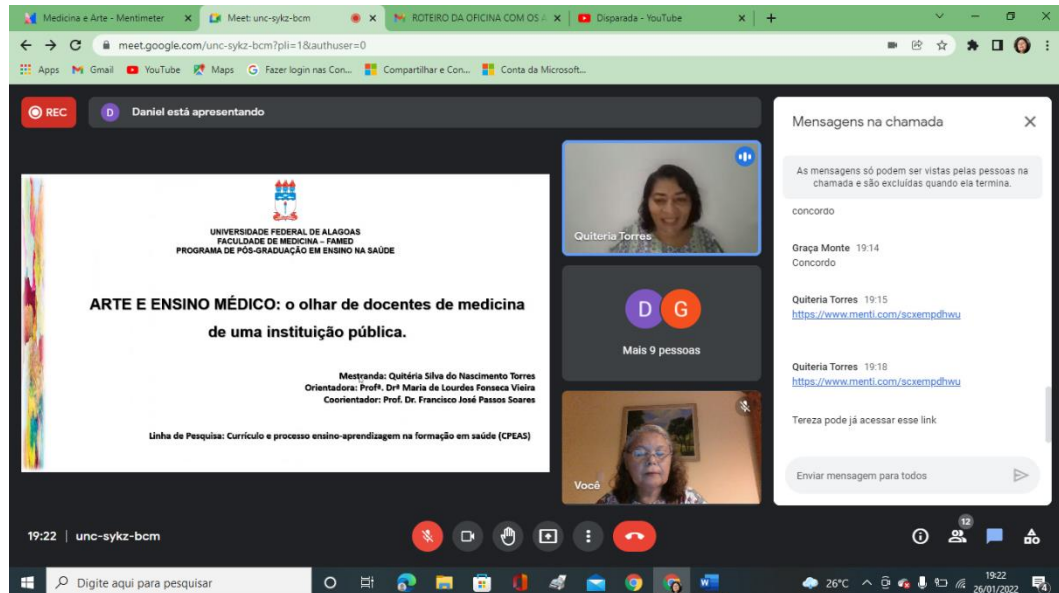 Medicina e Arte - Mentimeter
Meet: unc-sykz-bcm
ROTEIRO DA OFICINA COM OS
Disparada - YouTube
meet.google.com/unc-sykz-bcm?pli=1&authuser=0
Apps
Gmail
YouTube
Maps
Fazer login nas Con...
Compartilhar e Con...
Conta da Microsoft...
REC
D
Daniel está apresentando
UNIVERSIDADE FEDERAL DE ALAGOAS
FACULDADE DE MEDICINA – FAMED
PROGRAMA DE PÓS-GRADUAÇÃO EM ENSINO NA SAÚDE
ARTE E ENSINO MÉDICO: o olhar de docentes de medicina
de uma instituição pública.
Mestranda: Quitéria Silva do Nascimento Torres
Orientadora: Profª. Drª Maria de Lourdes Fonseca Vieira
Coorientador: Prof. Dr. Francisco José Passos Soares
Linha de Pesquisa: Currículo e processo ensino-aprendizagem na formação em saúde (CPEAS)
Quiteria Torres
D
G
Mais 9 pessoas
Você
Mensagens na chamada
As mensagens só podem ser vistas pelas pessoas na
chamada e são excluídas quando ela termina.
concordo
Graça Monte 19:14
Concordo
Quiteria Torres 19:15
https://www.menti.com/scxempdhwu
Quiteria Torres 19:18
https://www.menti.com/scxempdhwu
Tereza pode já acessar esse link
Enviar mensagem para todos
19:22 | unc-sykz-bcm
12
Digite aqui para pesquisar
26°C
19:22
26/01/2022